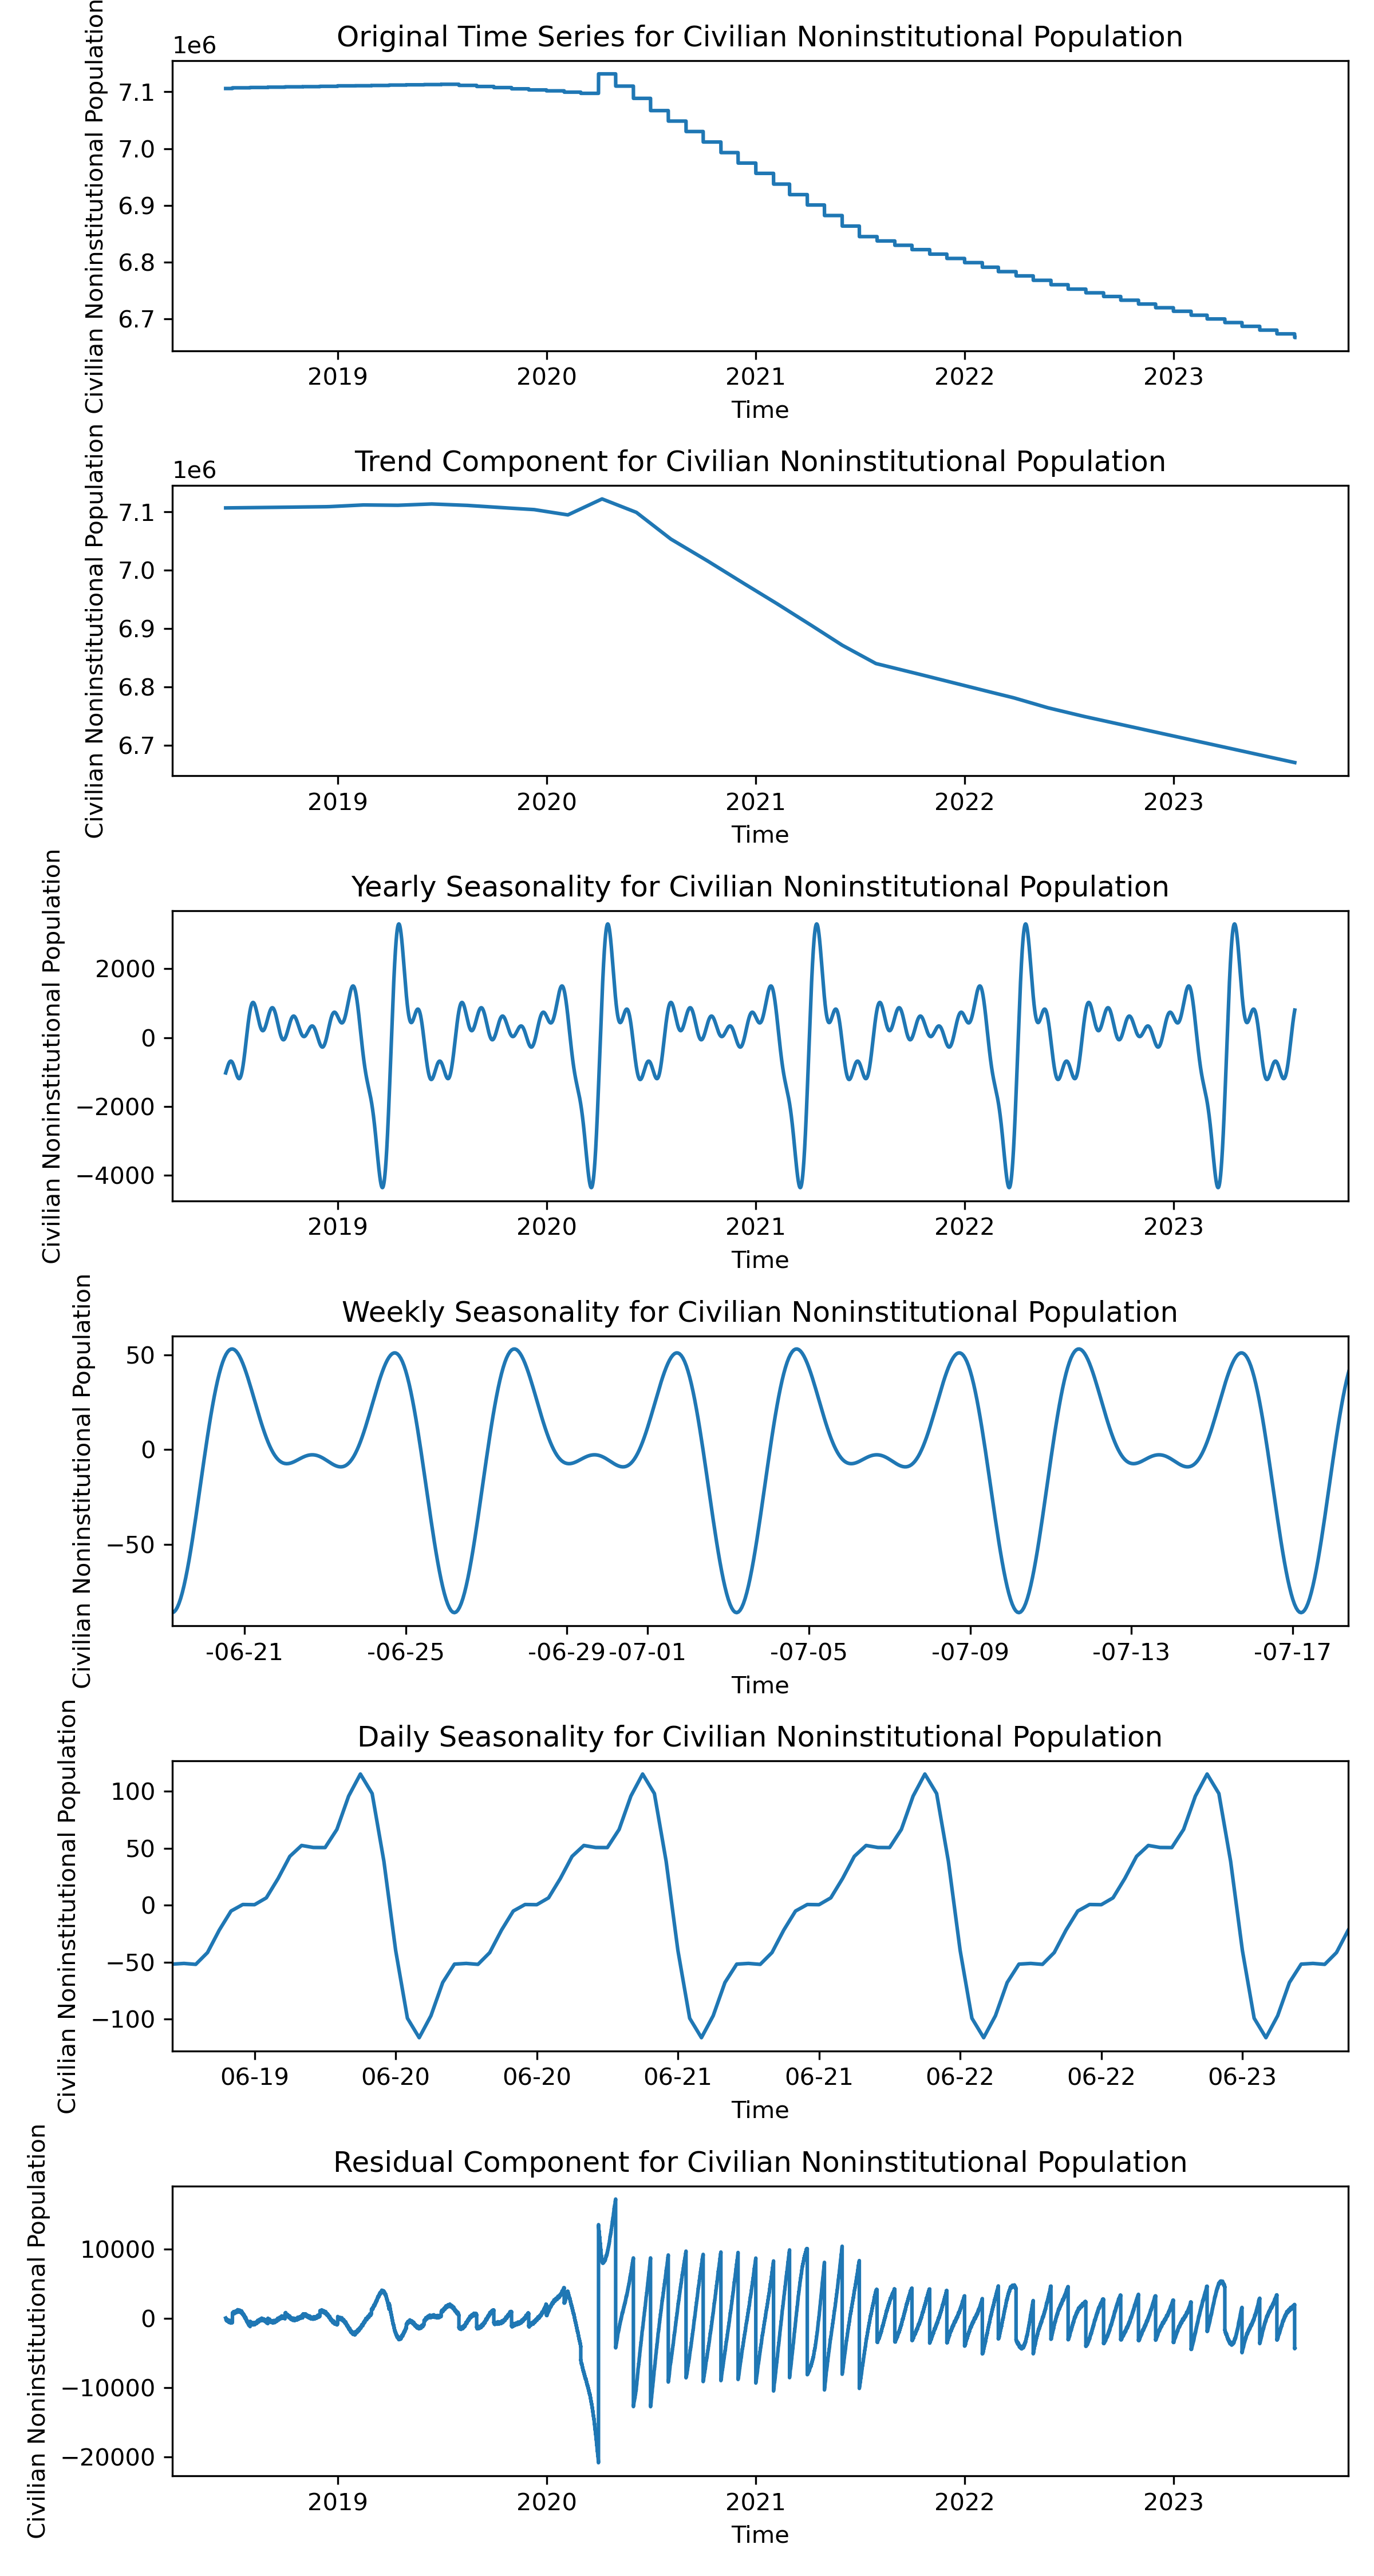 Original Time Series for Civilian Noninstitutional Population
1e6
Civilian Noninstitutional Population
7.1
7.0
6.9
6.8
6.7
2019 2020 2021 2022 2023
Time
Trend Component for Civilian Noninstitutional Population
1e6
Civilian Noninstitutional Population
7.1
7.0
6.9
6.8
6.7
2019 2020 2021 2022 2023
Time
Yearly Seasonality for Civilian Noninstitutional Population
Civilian Noninstitutional Population
2000
0
−2000
−4000
2019 2020 2021 2022 2023
Time
Weekly Seasonality for Civilian Noninstitutional Population
Civilian Noninstitutional Population
50
0
−50
-06-21 -06-25 -06-29 -07-01 -07-05 -07-09 -07-13 -07-17
Time
Daily Seasonality for Civilian Noninstitutional Population
Civilian Noninstitutional Population
100
50
0
−50
−100
06-19 06-20 06-20 06-21 06-21 06-22 06-22 06-23
Time
Residual Component for Civilian Noninstitutional Population
Civilian Noninstitutional Population
10000
0
−10000
−20000
2019 2020 2021 2022 2023
Time